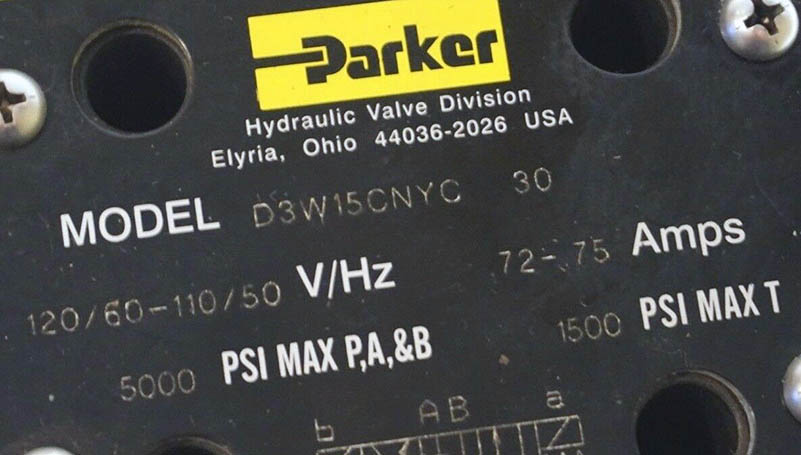 Parker
Hydraulic Valve Division
Elyria, Ohio 44036-2026 USA
MODEL D3W15CNYC 30
120/60-110/50 V/Hz 72-.75 Amps
5000 PSI MAX P,A,&B 1500 PSI MAX T
b AB a